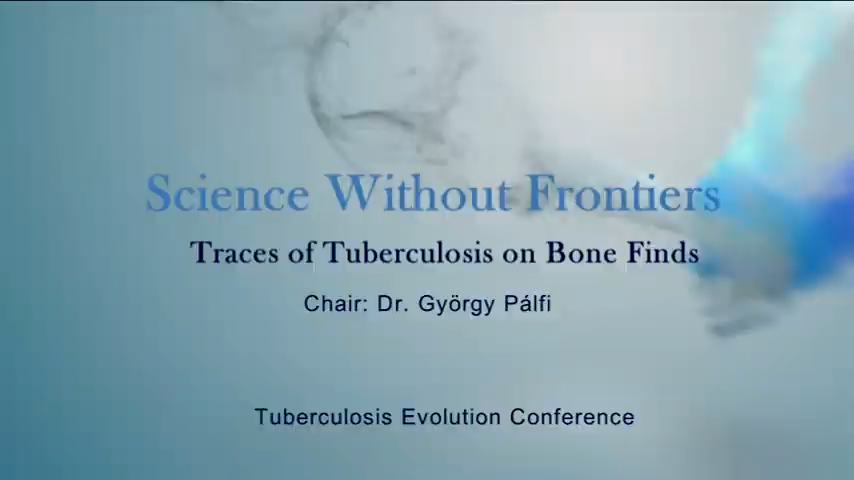 Science Without Frontiers
Traces of Tuberculosis on Bone Finds
Chair: Dr. György Pálfi
Tuberculosis Evolution Conference